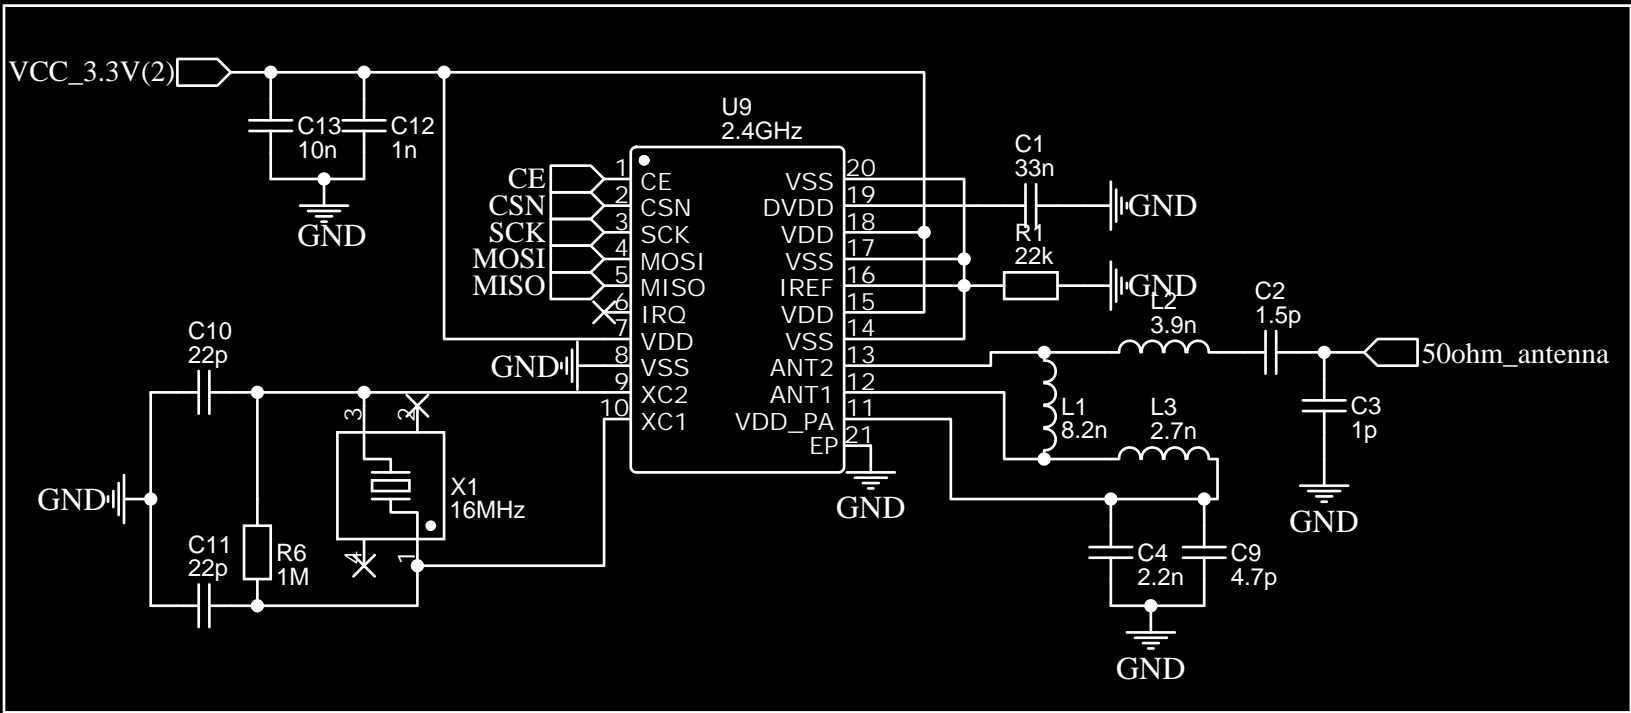 VCC_3.3V(2)
C13
10n
C12
1n
GND
U9
2.4GHz
CE
CSN
SCK
MOSI
MISO
1
2
3
4
5
6
7
8
9
10
CE
CSN
SCK
MOSI
MISO
IRQ
VDD
VSS
XC2
XC1
VSS
DVDD
VDD
VSS
IREF
VDD
VSS
ANT2
ANT1
VDD_PA
EP
20
19
18
17
16
15
14
13
12
11
21
GND
GND
C1
33n
GND
R1
22k
GND
L2
3.9n
C2
1.5p
50ohm_antenna
C3
1p
GND
L1
8.2n
L3
2.7n
C4
2.2n
C9
4.7p
GND
C10
22p
GND
C11
22p
R6
1M
3
2
X1
16MHz
4
1